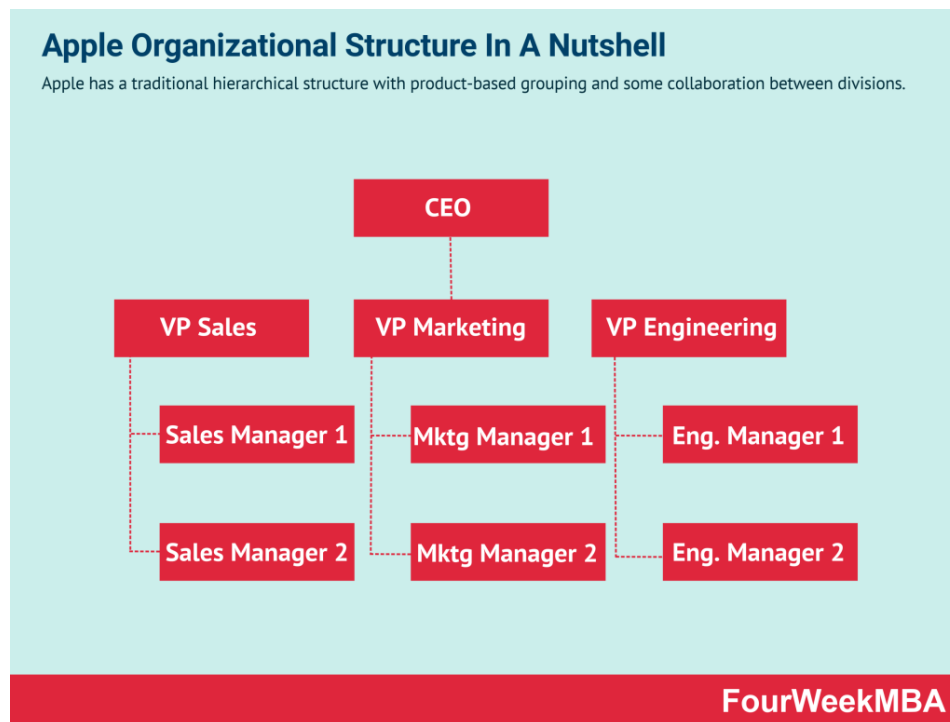 Apple Organizational Structure In A Nutshell
Apple has a traditional hierarchical structure with product-based grouping and some collaboration between divisions.
CEO
VP Sales
VP Marketing
VP Engineering
Sales Manager 1
Mktg Manager 1
Eng. Manager 1
Sales Manager 2
Mktg Manager 2
Eng. Manager 2
FourWeekMBA